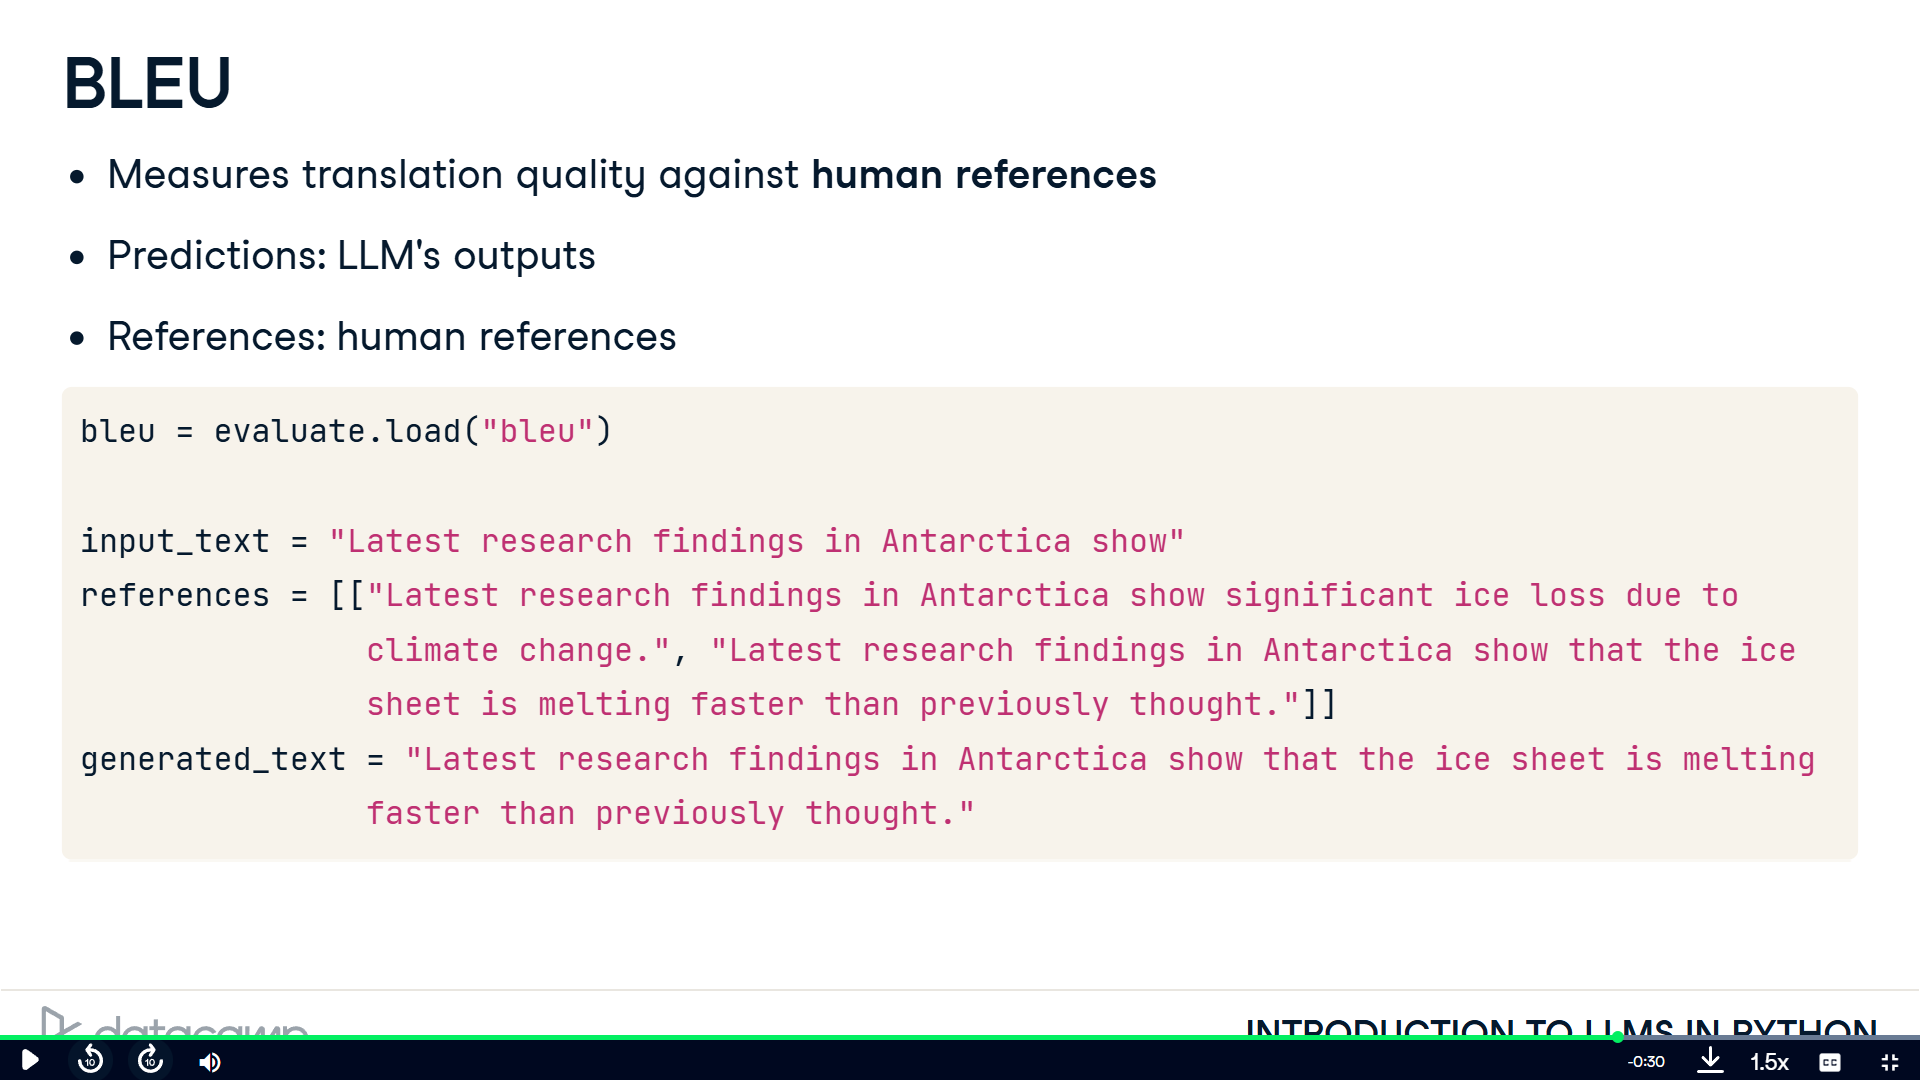 BLEU
• Measures translation quality against human references
• Predictions: LLM's outputs
• References: human references
bleu = evaluate.load("bleu")
input_text = "Latest research findings in Antarctica show"
references = [["Latest research findings in Antarctica show significant ice loss due to
climate change.", "Latest research findings in Antarctica show that the ice
sheet is melting faster than previously thought."]]
generated_text = "Latest research findings in Antarctica show that the ice sheet is melting
faster than previously thought."
datacamp
INTRODUCTION TO LLMS IN PYTHON
10
10
-0:30
1.5x
CC